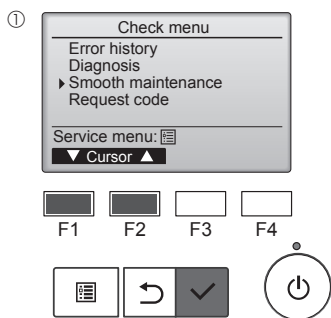 ①
Check menu
Error history
Diagnosis
Smooth maintenance
Request code
Service menu:
▼ Cursor ▲
F1 F2 F3 F4